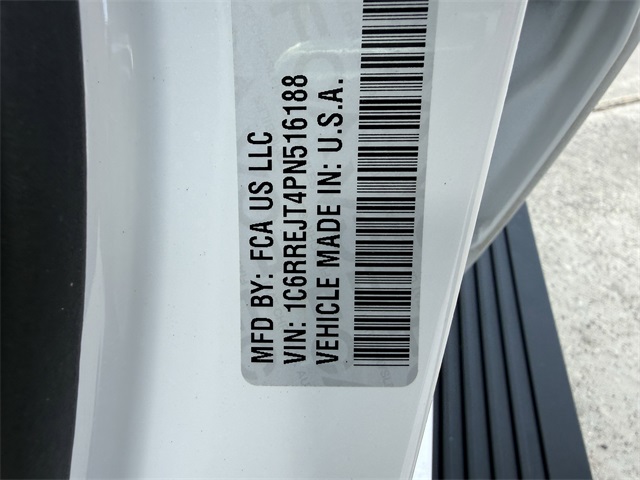 MFD BY: FCA US LLC
VIN: 1C6RREJT4PN516188
VEHICLE MADE IN: U.S.A.